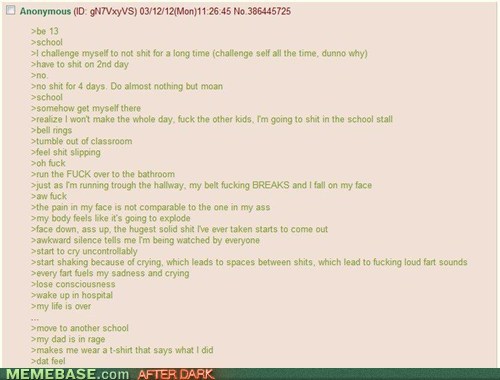 Anonymous (ID: gN7VxyVS) 03/12/12(Mon)11:26:45 No.386445725
>be 13
>school
>I challenge myself to not shit for a long time (challenge self all the time, dunno why)
>have to shit on 2nd day
>no.
>no shit for 4 days. Do almost nothing but moan
>school
>somehow get myself there
>realize I won't make the whole day, fuck the other kids, I'm going to shit in the school stall
>bell rings
>tumble out of classroom
>feel shit slipping
>oh fuck
>run the FUCK over to the bathroom
>just as I'm running trough the hallway, my belt fucking BREAKS and I fall on my face
>aw fuck
>the pain in my face is not comparable to the one in my ass
>my body feels like it's going to explode
>face down, ass up, the hugest solid shit I've ever taken starts to come out
>awkward silence tells me I'm being watched by everyone
>start to cry uncontrollably
>start shaking because of crying, which leads to spaces between shits, which lead to fucking loud fart sounds
>every fart fuels my sadness and crying
>lose consciousness
>wake up in hospital
>my life is over
...
>move to another school
>my dad is in rage
>makes me wear a t-shirt that says what I did
>dat feel
MEMEBASE.com AFTER DARK